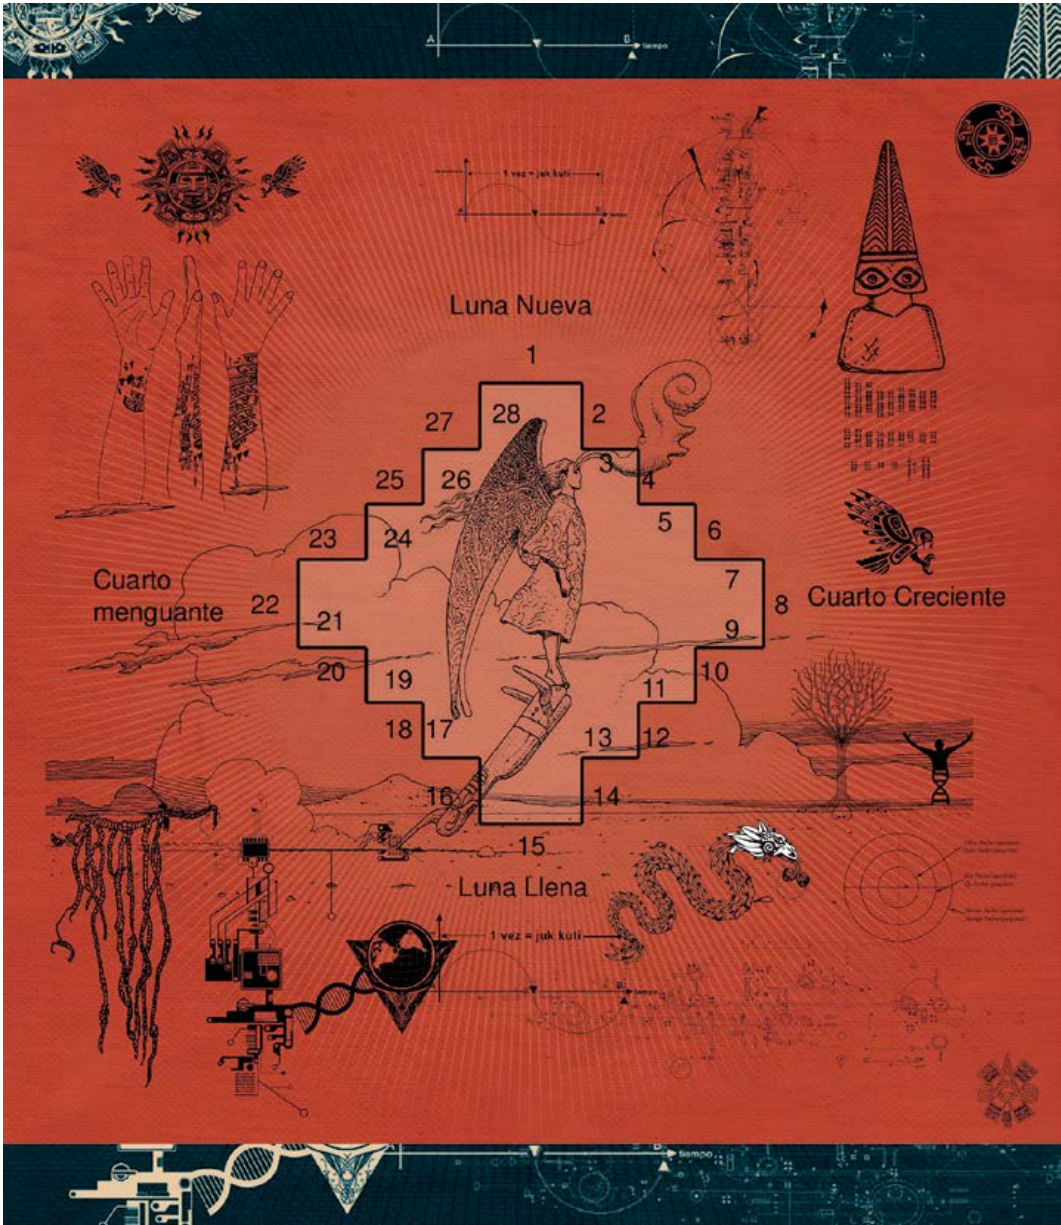 A B tiempo
1 vez = juk kuti
A B
Luna Nueva
1
27 28 2
3
25 26 4
5 6
23 24
7
Cuarto
menguante
22 8 Cuarto Creciente
21 9
20 19 10
11
18 17 13 12
16 14
15
Luna Llena
1 vez = juk kuti
B
A B tiempo